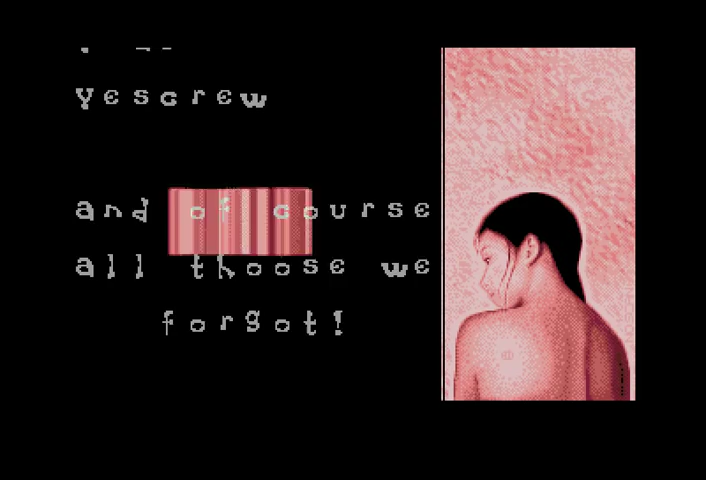 Yescrew
and of course
all thoose we
forgot!